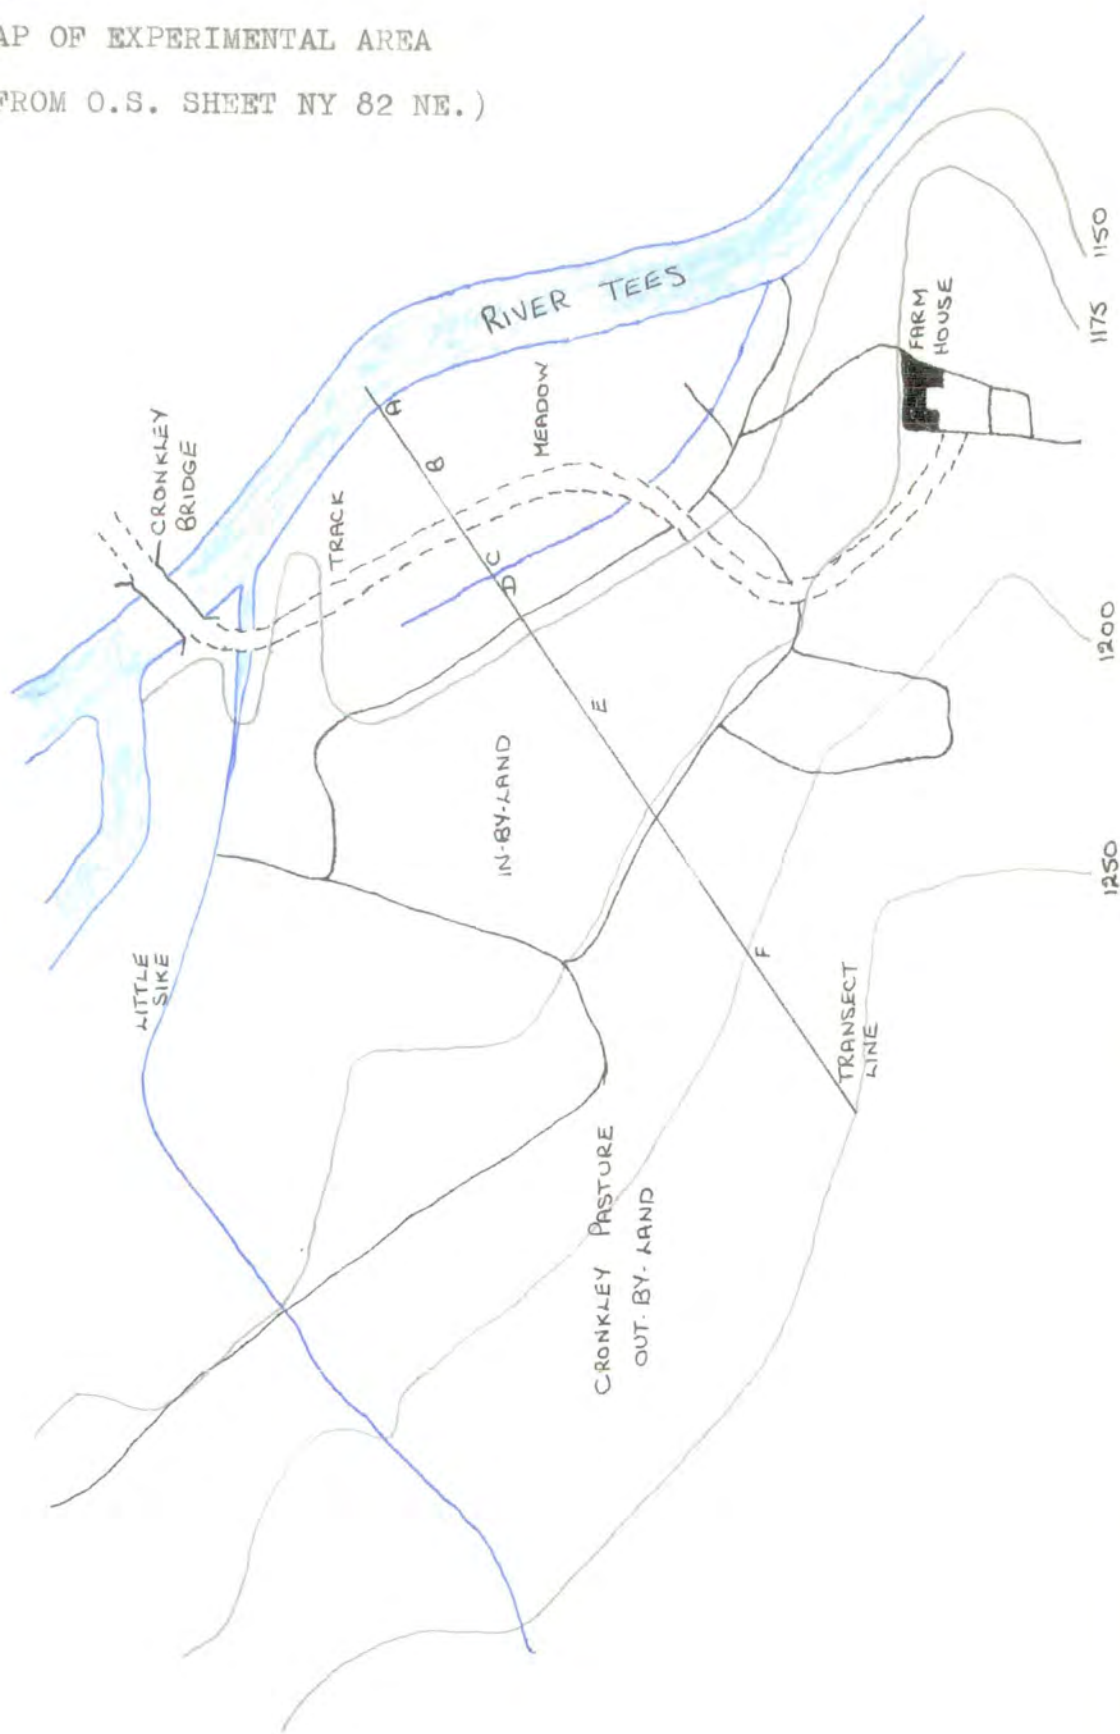 AP OF EXPERIMENTAL AREA
FROM O.S. SHEET NY 82 NE.)
CRONKLEY
BRIDGE
RIVER TEES
TRACK
MEADOW
A
B
C
D
E
F
FARM
HOUSE
1150
1175
1200
1250
IN-BY-LAND
LITTLE
SIKE
TRANSECT
LINE
CRONKLEY PASTURE
OUT-BY-LAND